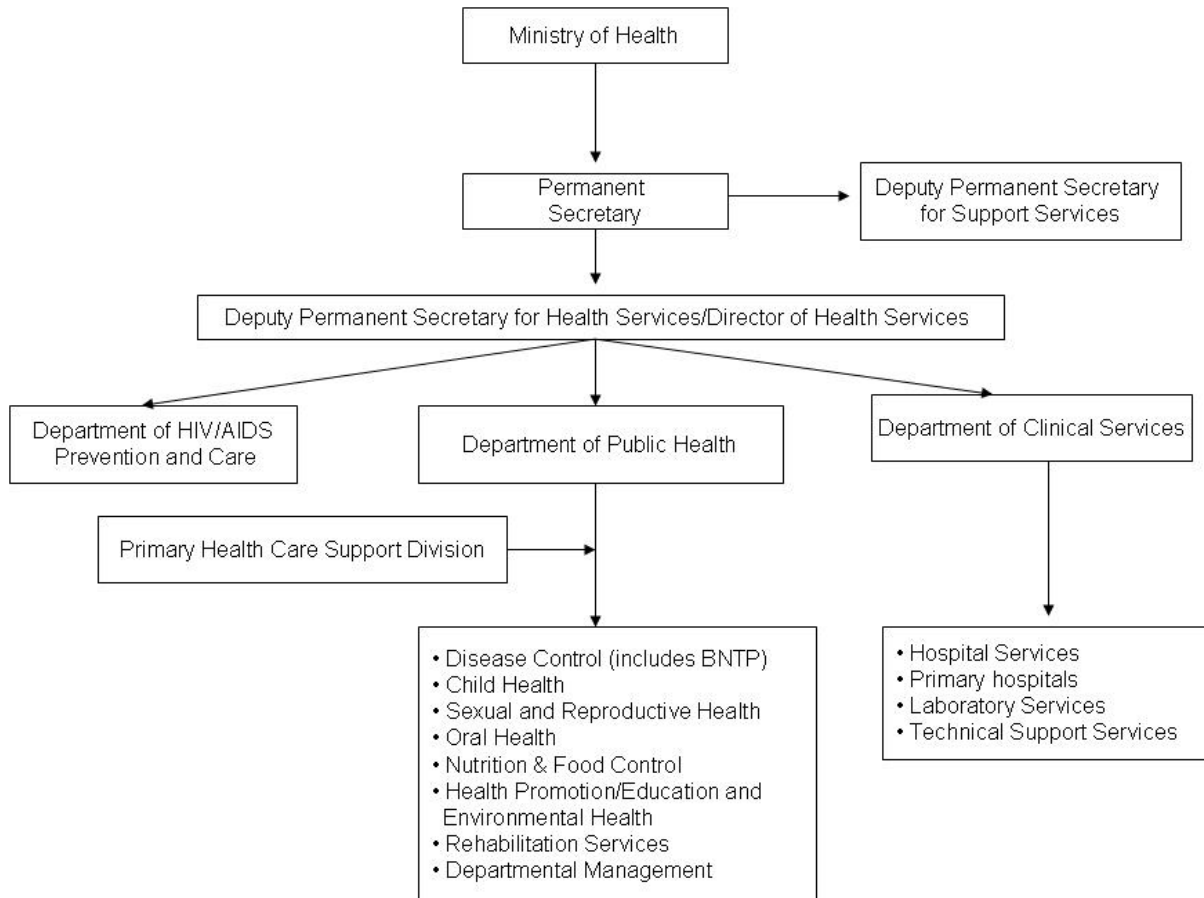 Ministry of Health
Permanent
Secretary
Deputy Permanent Secretary
for Support Services
Deputy Permanent Secretary for Health Services/Director of Health Services
Department of HIV/AIDS
Prevention and Care
Department of Public Health
Department of Clinical Services
Primary Health Care Support Division
• Disease Control (includes BNTP)
• Child Health
• Sexual and Reproductive Health
• Oral Health
• Nutrition & Food Control
• Health Promotion/Education and
Environmental Health
• Rehabilitation Services
• Departmental Management
• Hospital Services
• Primary hospitals
• Laboratory Services
• Technical Support Services